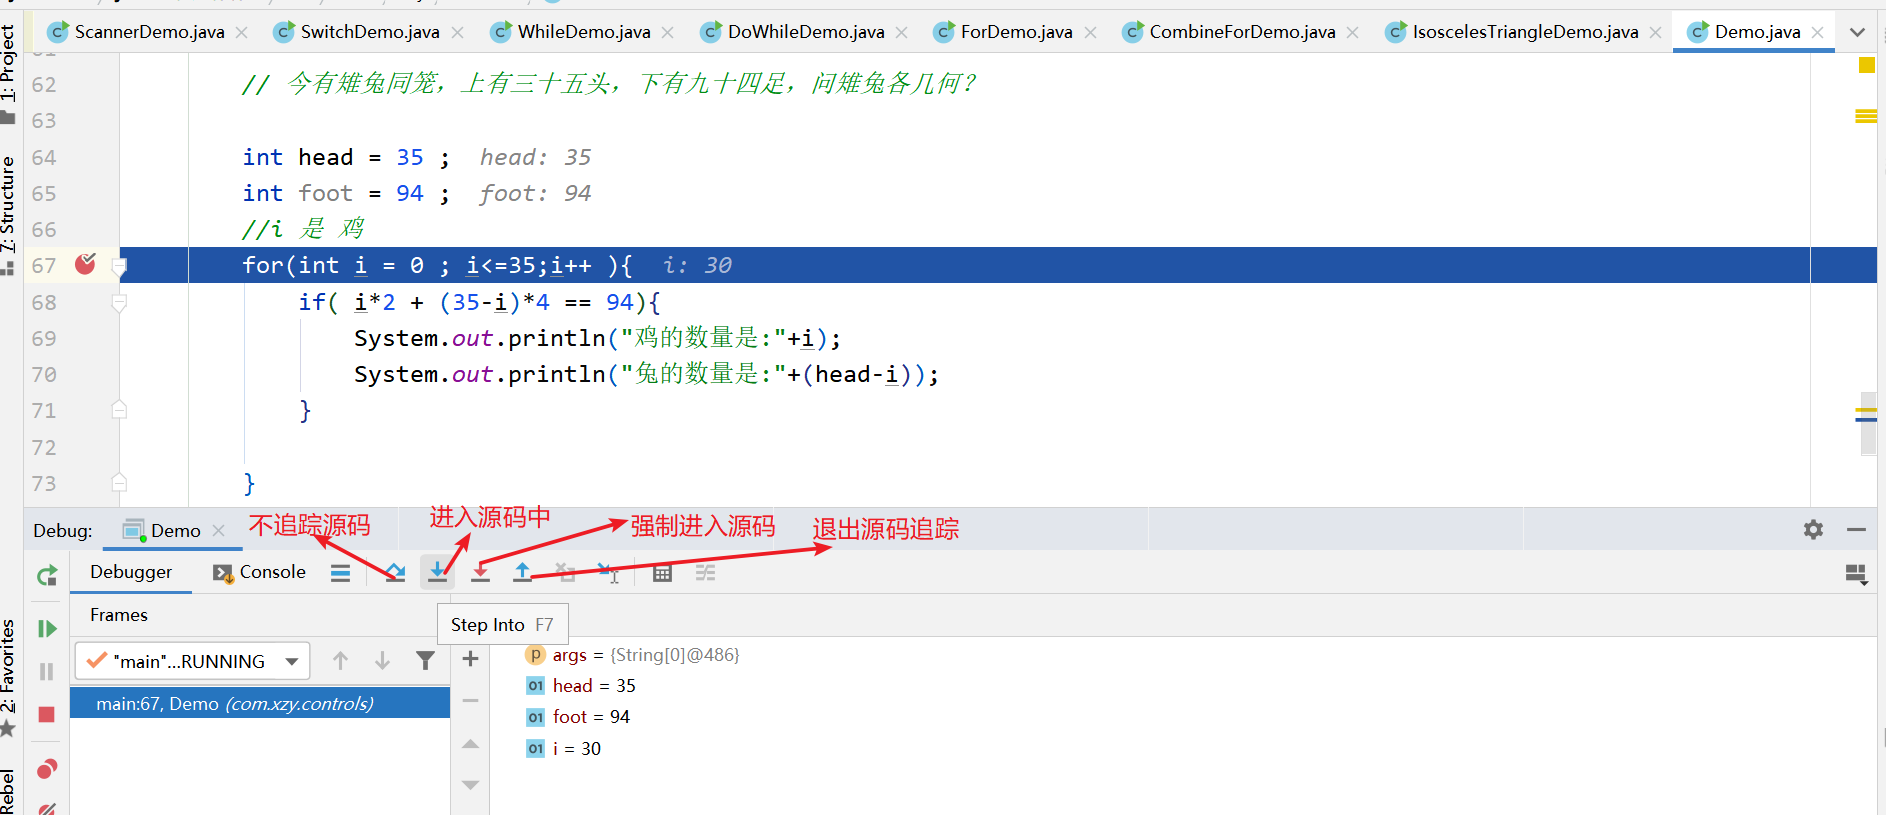 ScannerDemo.java SwitchDemo.java WhileDemo.java DoWhileDemo.java ForDemo.java CombineForDemo.java IsoscelesTriangleDemo.java Demo.java
1: Project
7: Structure
2: Favorites
Rebel
62 // 今有雉兔同笼，上有三十五头，下有九十四足，问雉兔各几何？
63
64 int head = 35 ; head: 35
65 int foot = 94 ; foot: 94
66 //i 是 鸡
67 for(int i = 0 ; i<=35;i++ ){ i: 30
68 if( i*2 + (35-i)*4 == 94){
69 System.out.println("鸡的数量是:"+i);
70 System.out.println("兔的数量是:"+(head-i));
71 }
72
73 }
Debug: Demo 不追踪源码 进入源码中 强制进入源码 退出源码追踪
Debugger Console
Frames
Step Into F7
"main"...RUNNING
main:67, Demo (com.xzy.controls)
p args = {String[0]@486}
01 head = 35
01 foot = 94
01 i = 30